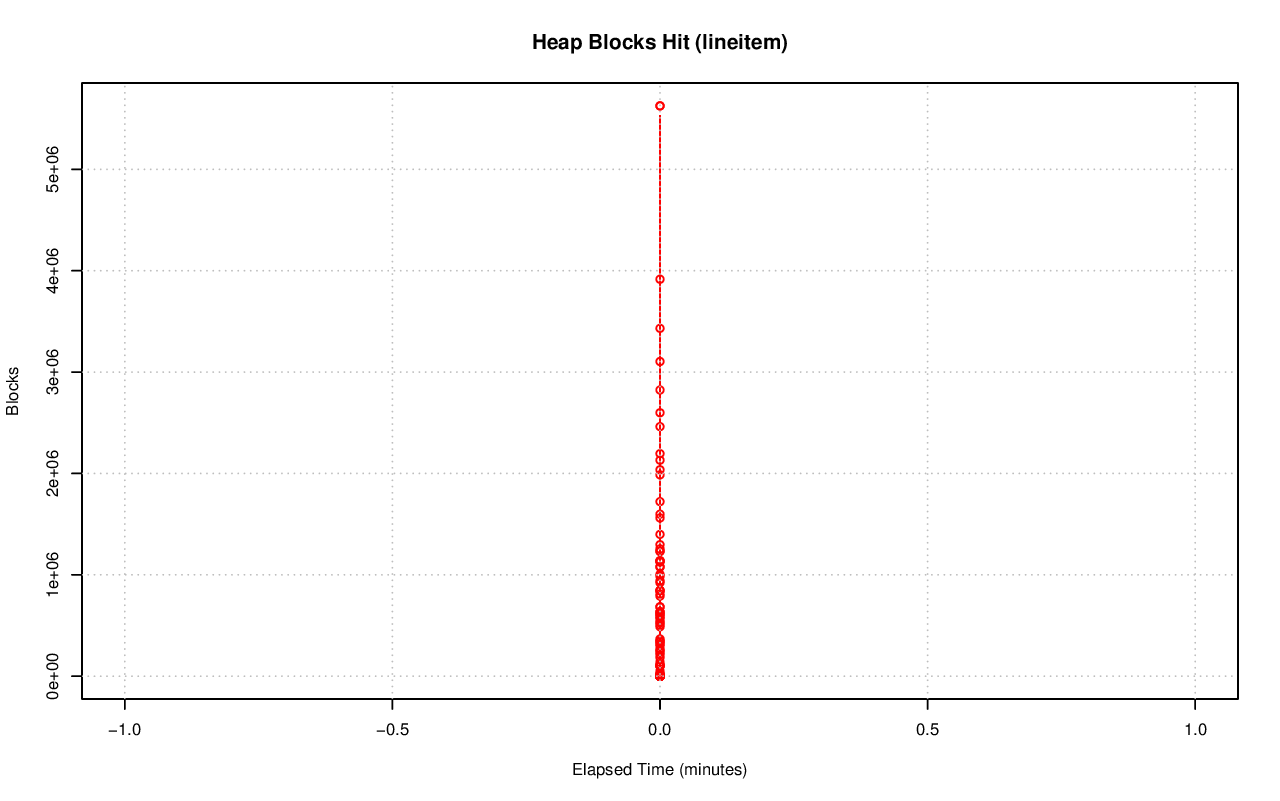 Heap Blocks Hit (lineitem)
Blocks
5e+06
4e+06
3e+06
2e+06
1e+06
0e+00
−1.0
−0.5
0.0
0.5
1.0
Elapsed Time (minutes)